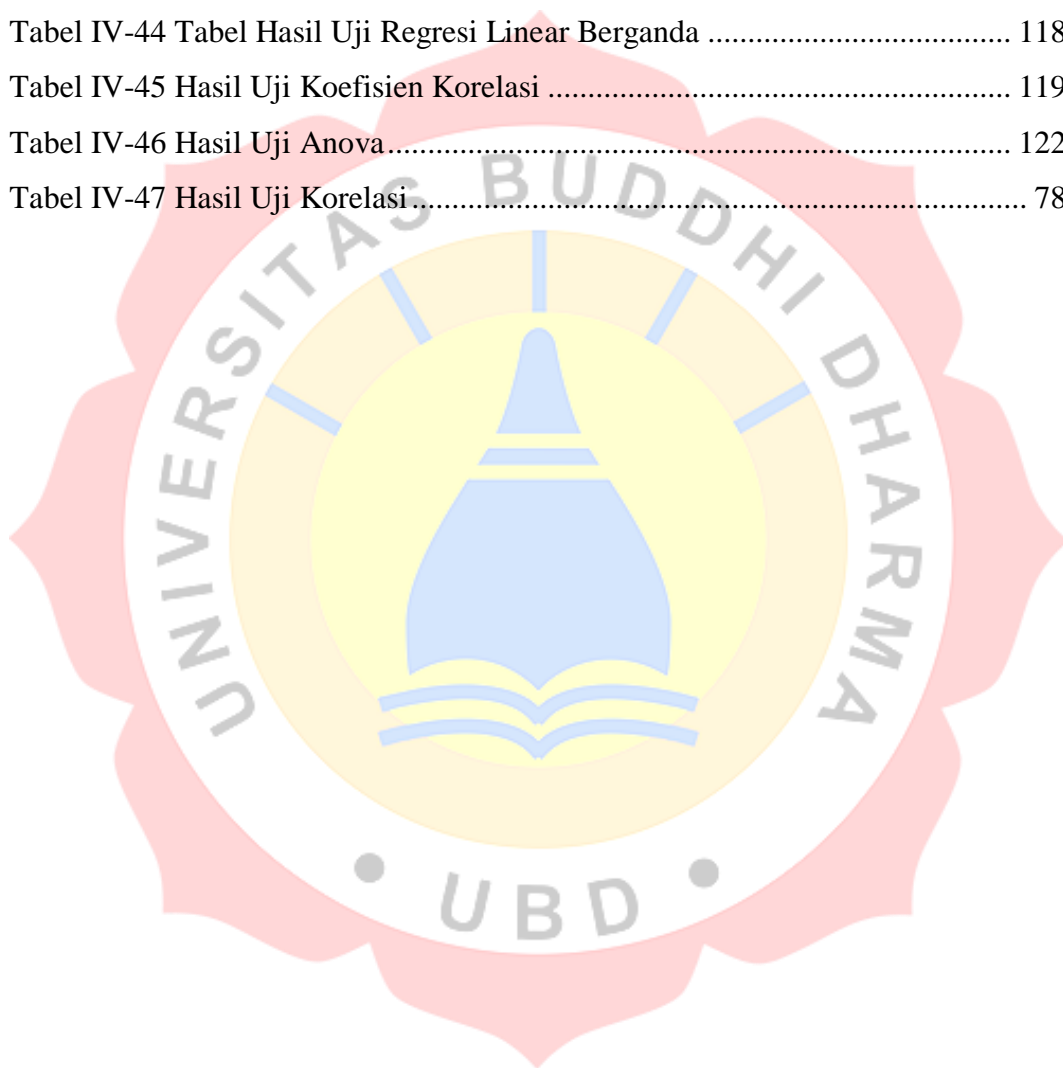 Tabel IV-44 Tabel Hasil Uji Regresi Linear Berganda .................................... 118
Tabel IV-45 Hasil Uji Koefisien Korelasi ....................................................... 119
Tabel IV-46 Hasil Uji Anova.......................................................................... 122
Tabel IV-47 Hasil Uji Korelasi ......................................................................... 78
UNIVERSITAS BUDDHI DHARMA
• UBD •